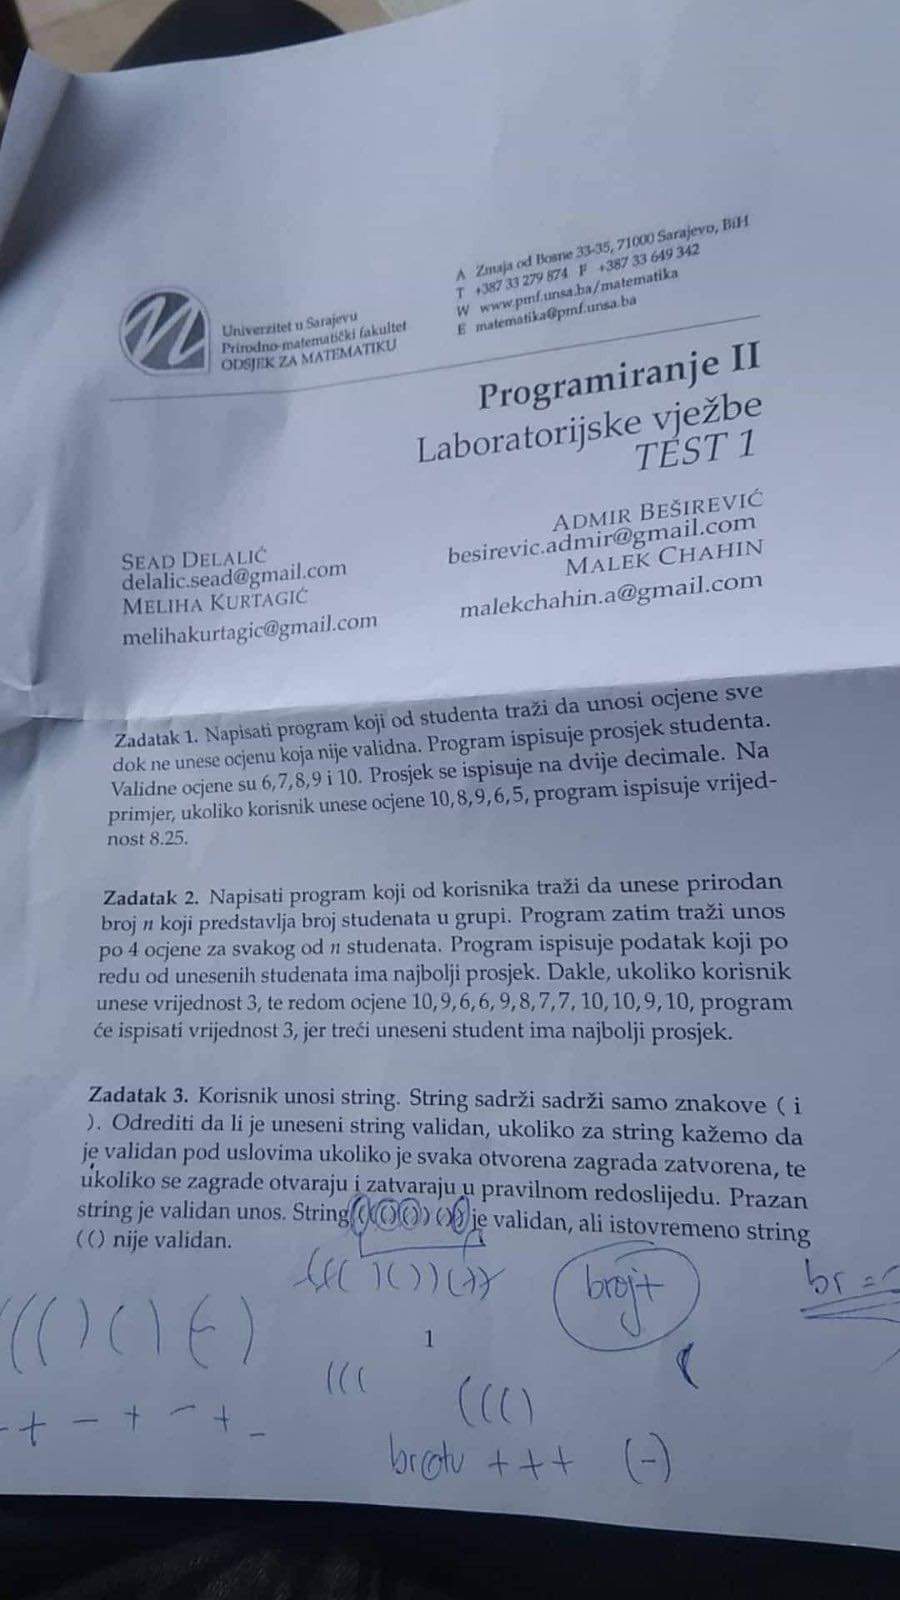 Univerzitet u Sarajevu
Prirodno-matematički fakultet
ODSJEK ZA MATEMATIKU
A Zmaja od Bosne 33-35, 71000 Sarajevo, BiH
T +387 33 279 874 F +387 33 649 342
W www.pmf.unsa.ba/matematika
E matematika@pmf.unsa.ba
Programiranje II
Laboratorijske vježbe
TEST 1
SEAD DELALIĆ
delalic.sead@gmail.com
MELIHA KURTAGIĆ
melihakurtagic@gmail.com
ADMIR BEŠIREVIĆ
besirevic.admir@gmail.com
MALEK CHAHIN
malekchahin.a@gmail.com
Zadatak 1. Napisati program koji od studenta traži da unosi ocjene sve
dok ne unese ocjenu koja nije validna. Program ispisuje prosjek studenta.
Validne ocjene su 6,7,8,9 i 10. Prosjek se ispisuje na dvije decimale. Na
primjer, ukoliko korisnik unese ocjene 10,8,9,6,5, program ispisuje vrijed-
nost 8.25.
Zadatak 2. Napisati program koji od korisnika traži da unese prirodan
broj n koji predstavlja broj studenata u grupi. Program zatim traži unos
po 4 ocjene za svakog od n studenata. Program ispisuje podatak koji po
redu od unesenih studenata ima najbolji prosjek. Dakle, ukoliko korisnik
unese vrijednost 3, te redom ocjene 10,9,6,6,9,8,7,7,10,10,9,10, program
će ispisati vrijednost 3, jer treći uneseni student ima najbolji prosjek.
Zadatak 3. Korisnik unosi string. String sadrži sadrži samo znakove ( i
). Odrediti da li je uneseni string validan, ukoliko za string kažemo da
je validan pod uslovima ukoliko je svaka otvorena zagrada zatvorena, te
ukoliko se zagrade otvaraju i zatvaraju u pravilnom redoslijedu. Prazan
string je validan unos. String je validan, ali istovremeno string
(() nije validan.
broj+
br =
1
(((
((()
+ - + - + -
+ + + (-)